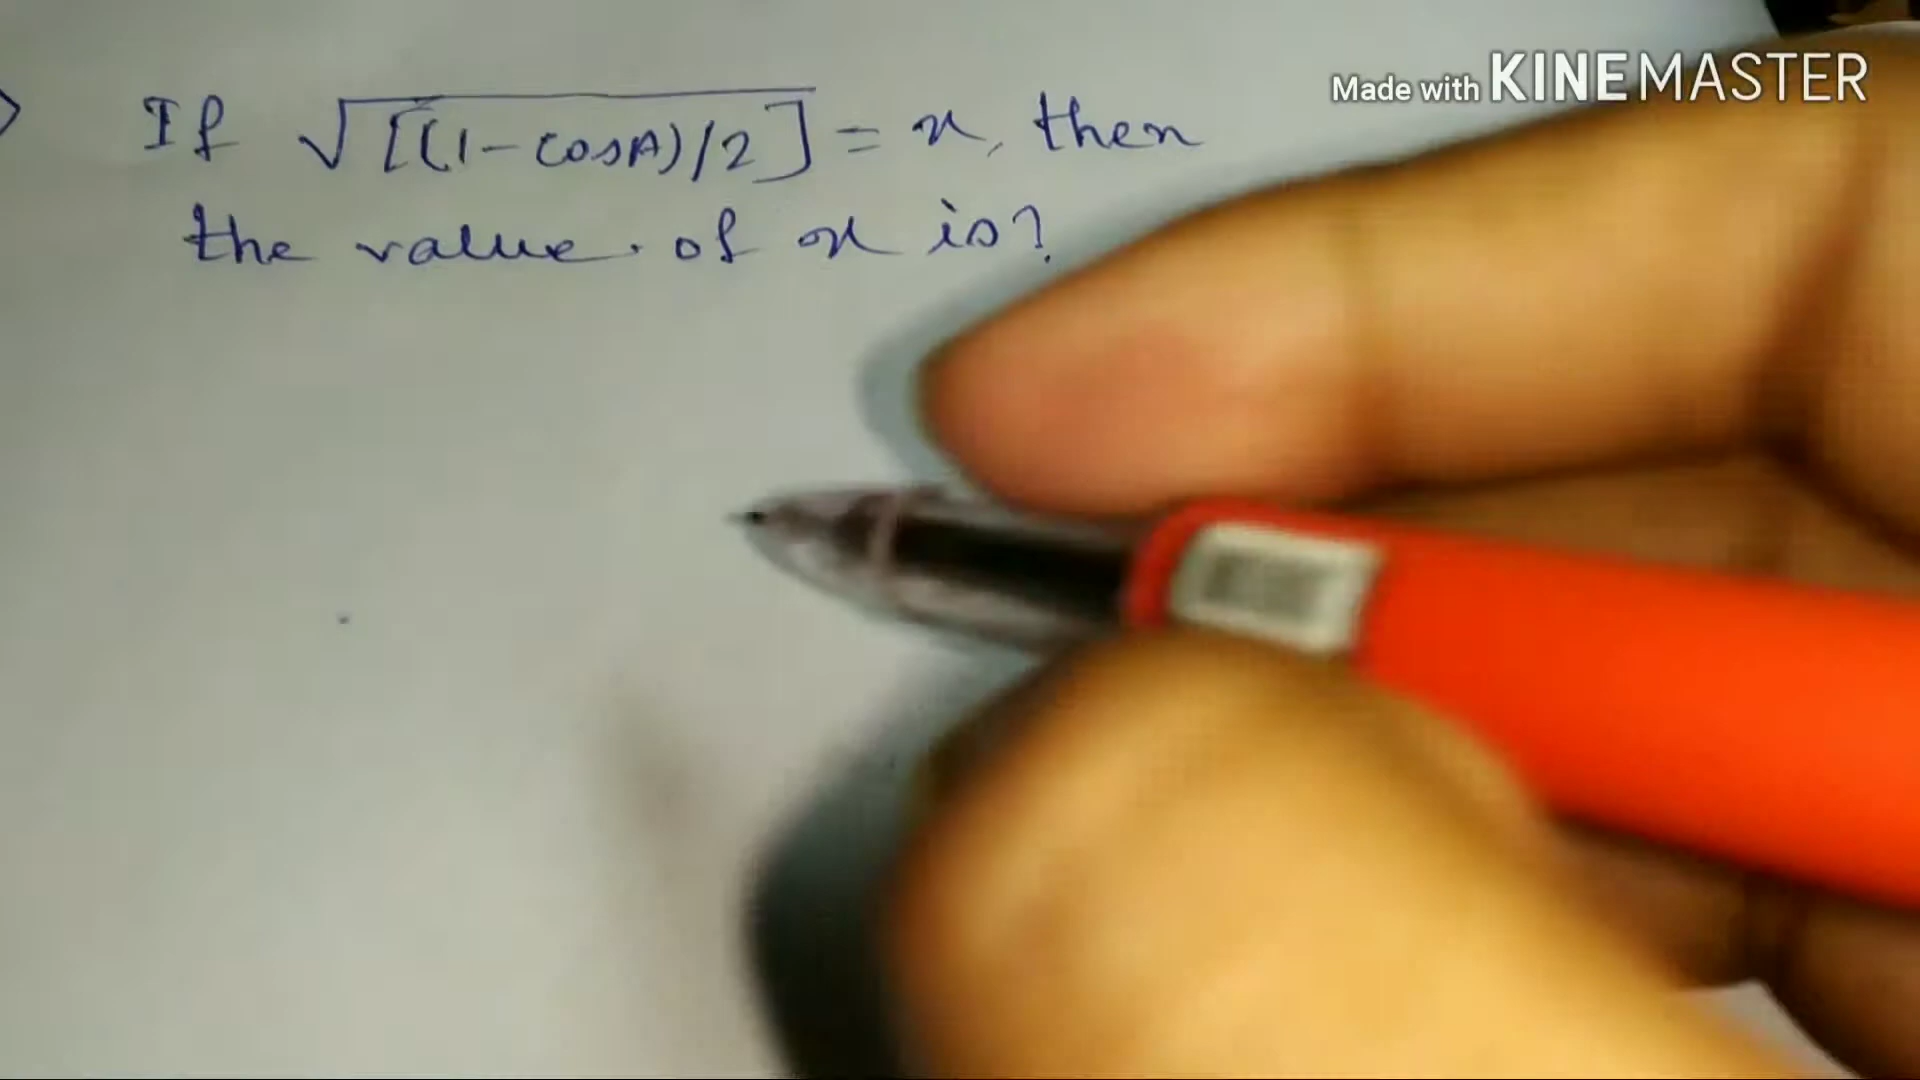 Made with KINEMASTER
If √[(1-cosA)/2] = x, then
the value of x is?